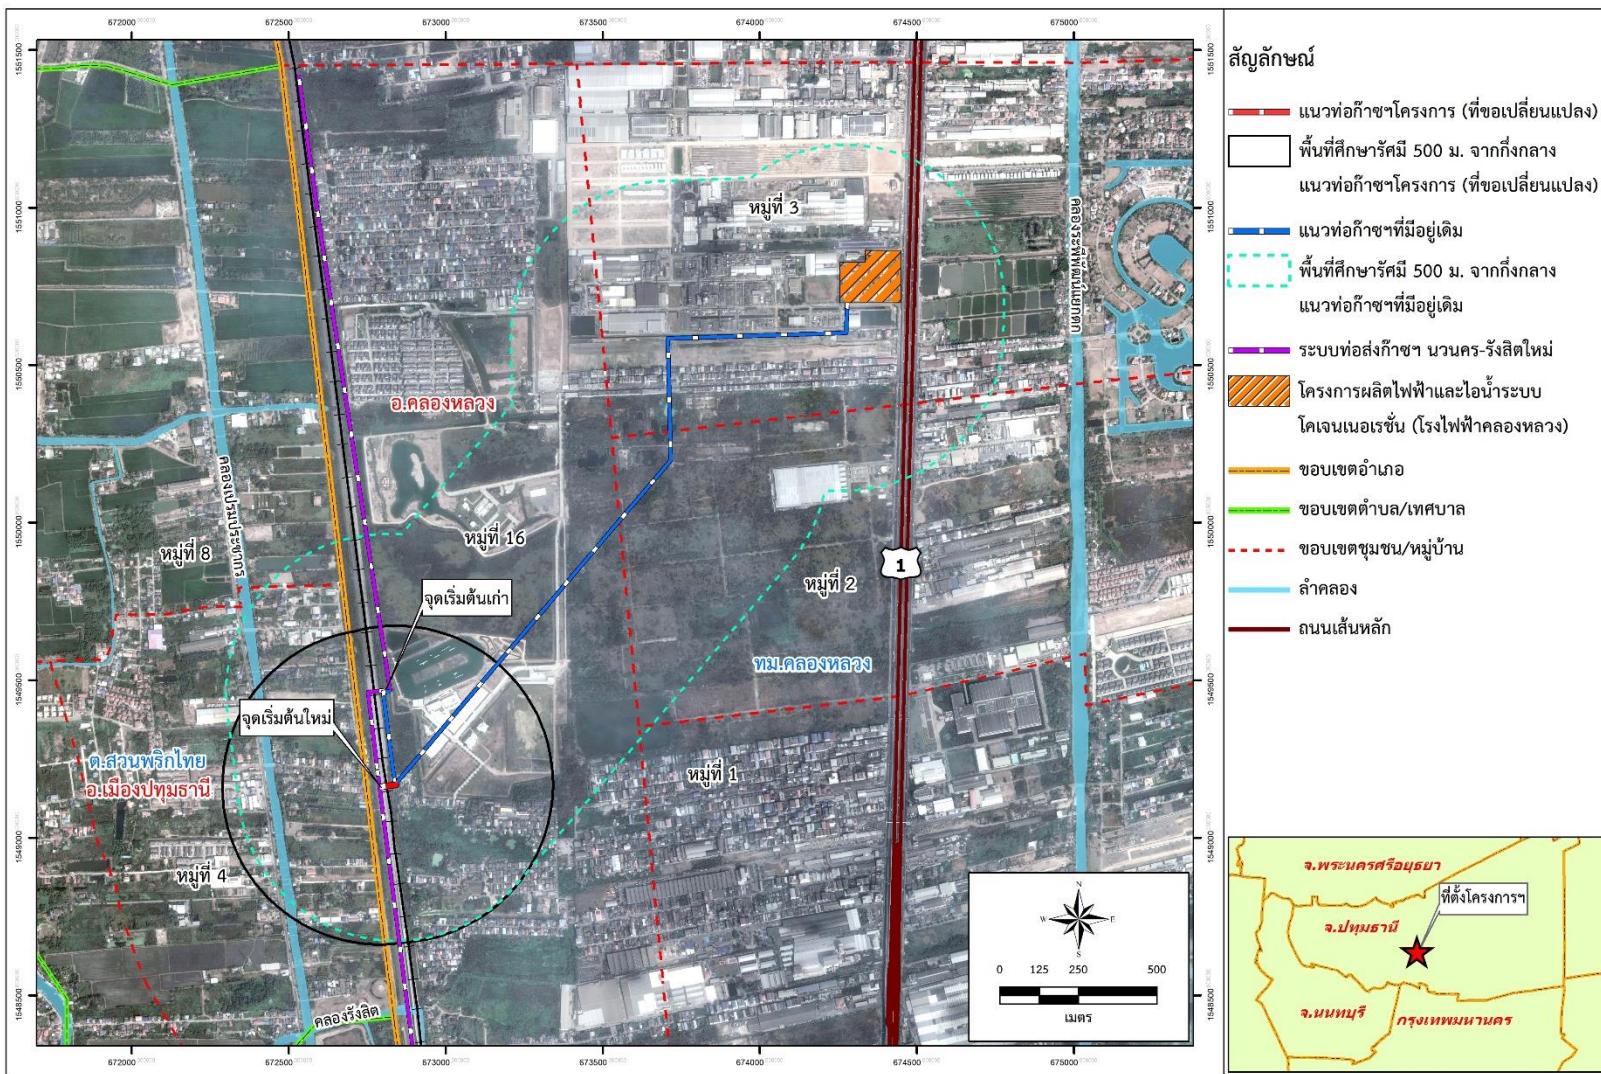 672000
672500
673000
673500
674000
674500
675000
1551500
1551000
1550500
1550000
1549500
1549000
1548500
1551500
1551000
1550500
1550000
1549500
1549000
1548500
หมู่ที่ 3
อ.คลองหลวง
คลองเปรมประชากร
หมู่ที่ 8
หมู่ที่ 16
หมู่ที่ 2
1
จุดเริ่มต้นเก่า
ทม.คลองหลวง
จุดเริ่มต้นใหม่
ต.สวนพริกไทย
อ.เมืองปทุมธานี
หมู่ที่ 1
หมู่ที่ 4
คลองรังสิต
N
W
E
S
0 125 250 500
เมตร
672000
672500
673000
673500
674000
674500
675000
สัญลักษณ์
แนวท่อก๊าซฯโครงการ (ที่ขอเปลี่ยนแปลง)
พื้นที่ศึกษารัศมี 500 ม. จากกึ่งกลาง
แนวท่อก๊าซฯโครงการ (ที่ขอเปลี่ยนแปลง)
แนวท่อก๊าซฯที่มีอยู่เดิม
พื้นที่ศึกษารัศมี 500 ม. จากกึ่งกลาง
แนวท่อก๊าซฯที่มีอยู่เดิม
ระบบท่อส่งก๊าซฯ นวนคร-รังสิตใหม่
โครงการผลิตไฟฟ้าและไอน้ำระบบ
โคเจนเนอเรชั่น (โรงไฟฟ้าคลองหลวง)
ขอบเขตอำเภอ
ขอบเขตตำบล/เทศบาล
ขอบเขตชุมชน/หมู่บ้าน
ลำคลอง
ถนนเส้นหลัก
จ.พระนครศรีอยุธยา
ที่ตั้งโครงการฯ
จ.ปทุมธานี
จ.นนทบุรี
กรุงเทพมหานคร